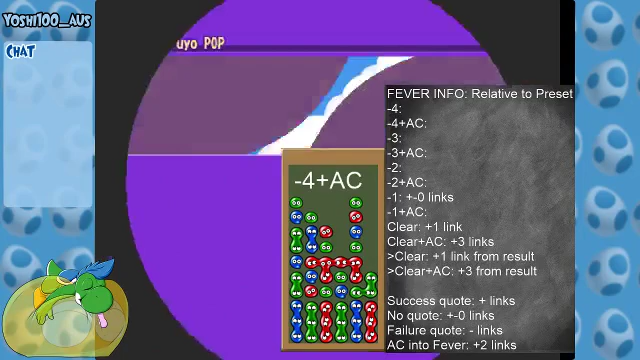 YOSHI100_AUS
CHAT
uyo POP
-4+AC
FEVER INFO: Relative to Preset
-4:
-4+AC:
-3:
-3+AC:
-2:
-2+AC:
-1: +-0 links
-1+AC:
Clear: +1 link
Clear+AC: +3 links
>Clear: +1 link from result
>Clear+AC: +3 from result
Success quote: + links
No quote: +-0 links
Failure quote: - links
AC into Fever: +2 links